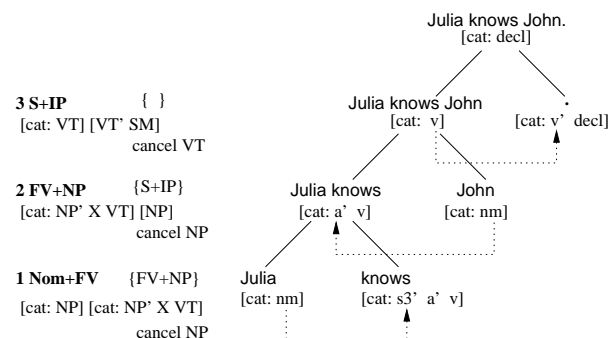 Julia knows John.
[cat: decl]
3 S+IP { } Julia knows John .
[cat: VT] [VT' SM] [cat: v] [cat: v' decl]
cancel VT
2 FV+NP {S+IP} Julia knows John
[cat: NP' X VT] [NP] [cat: a' v] [cat: nm]
cancel NP
1 Nom+FV {FV+NP} Julia knows
[cat: NP] [cat: NP' X VT] [cat: nm] [cat: s3' a' v]
cancel NP